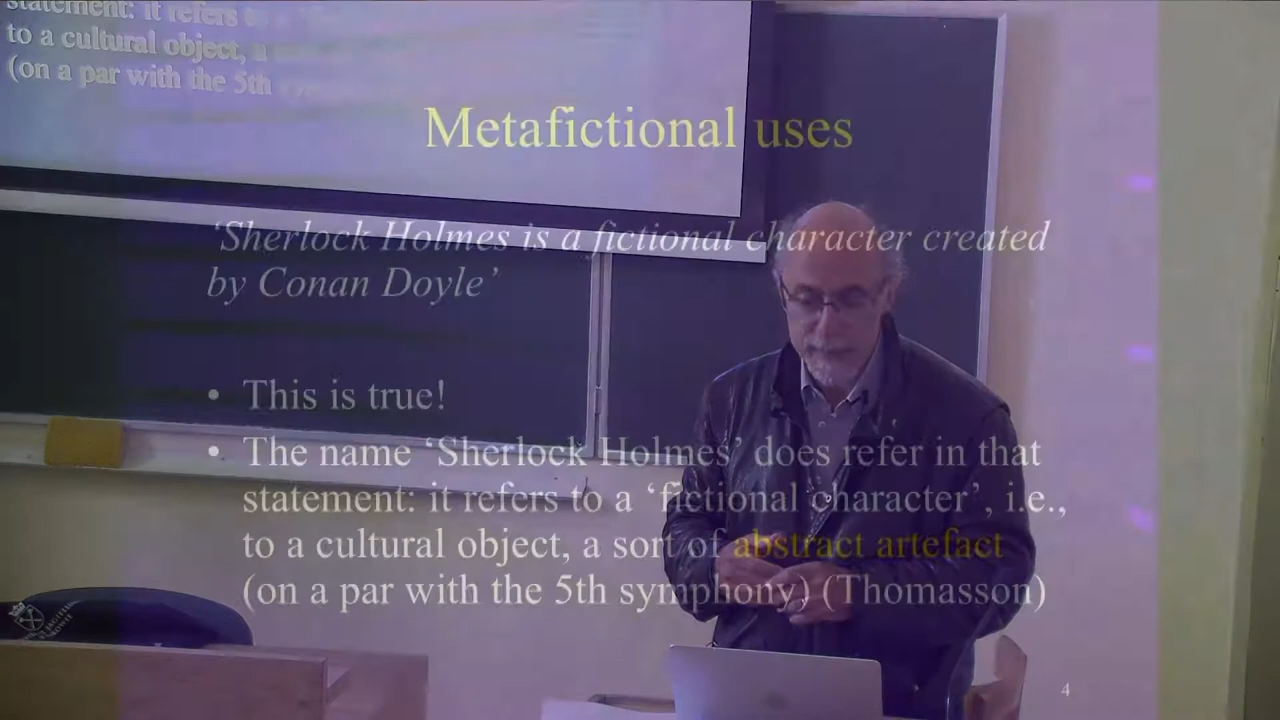 statement: it refers t
to a cultural object, a
(on a par with the 5th
Metafictional uses
‘Sherlock Holmes is a fictional character created
by Conan Doyle’
• This is true!
• The name ‘Sherlock Holmes’ does refer in that
statement: it refers to a ‘fictional character’, i.e.,
to a cultural object, a sort of abstract artefact
(on a par with the 5th symphony) (Thomasson)
4